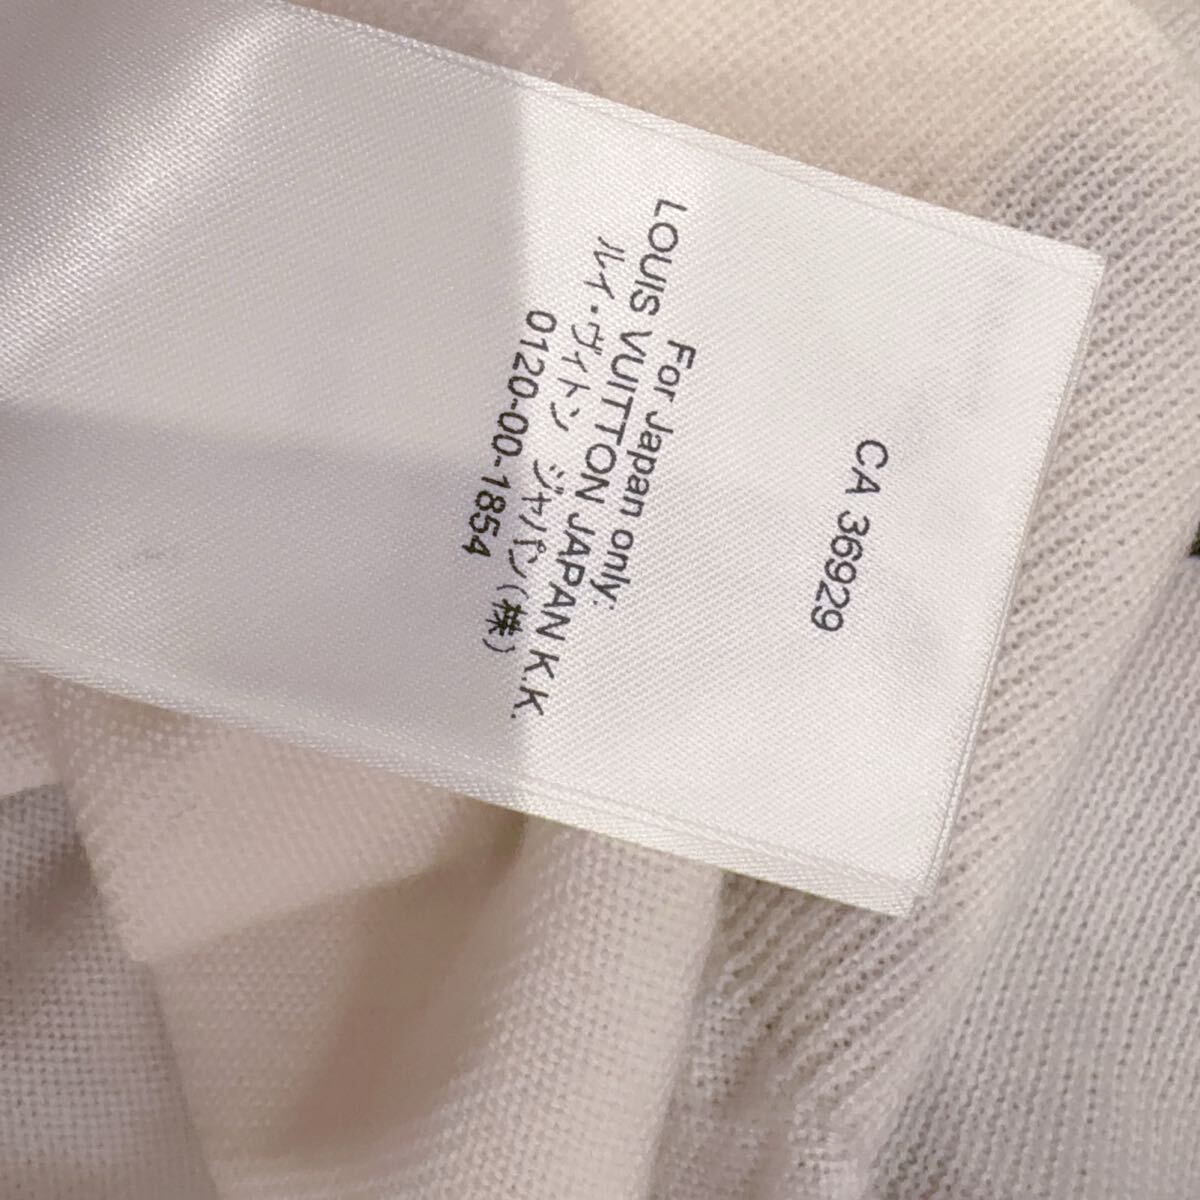 CA 36929
For Japan only:
LOUIS VUITTON JAPAN K.K.
ルイ・ヴィトン ジャパン(株)
0120-00-1854